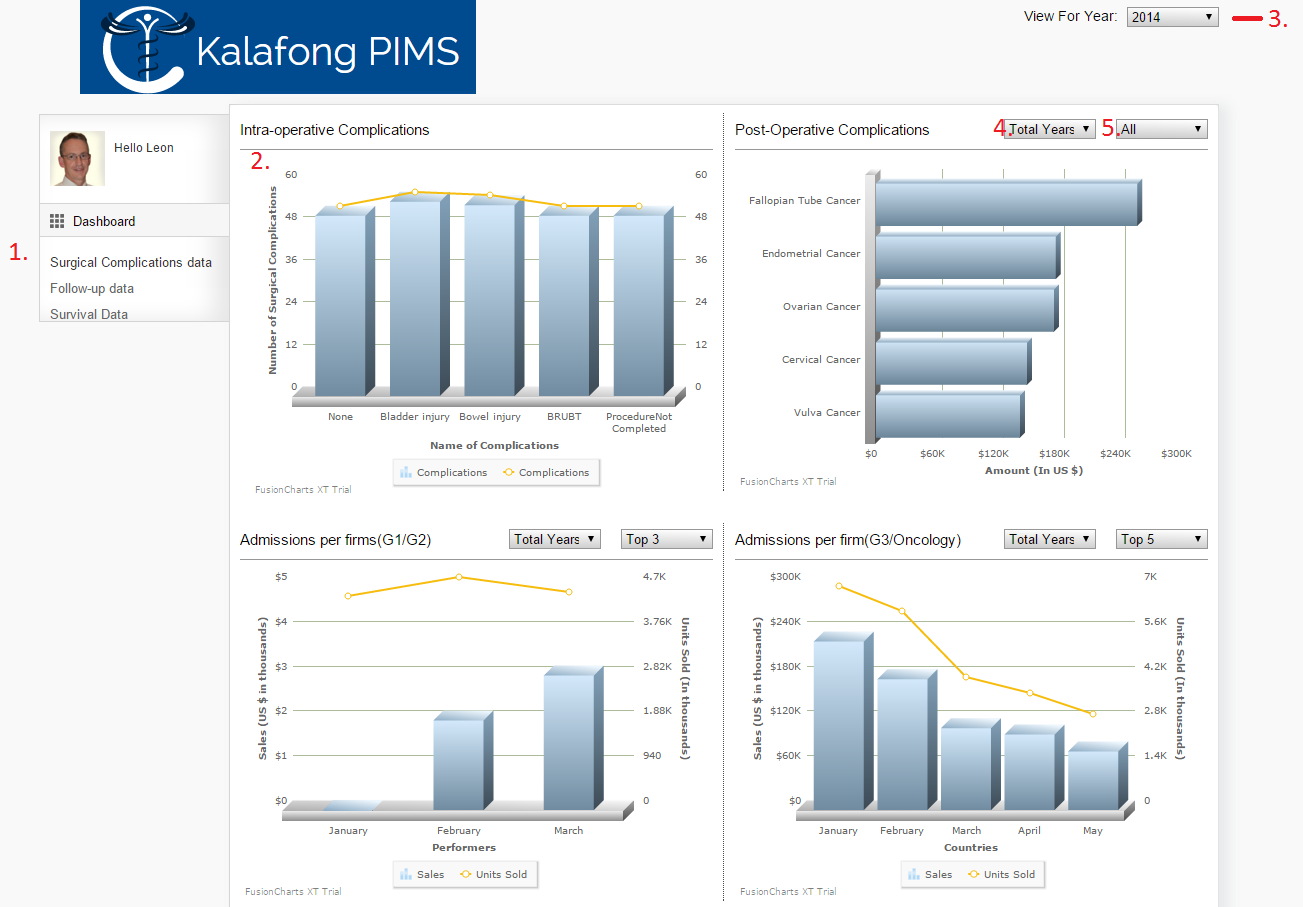 Kalafong PIMS
View For Year: 2014 3.
Hello Leon
Dashboard
1.
Surgical Complications data
Follow-up data
Survival Data
Intra-operative Complications
2.
60
48
36
24
12
0
Number of Surgical Complications
60
48
36
24
12
0
None Bladder injury Bowel injury BRUBT ProcedureNot
Completed
Name of Complications
Complications Complications
FusionCharts XT Trial
Post-Operative Complications 4. Total Years 5. All
Fallopian Tube Cancer
Endometrial Cancer
Ovarian Cancer
Cervical Cancer
Vulva Cancer
$0 $60K $120K $180K $240K $300K
Amount (In US $)
FusionCharts XT Trial
Admissions per firms(G1/G2) Total Years Top 3
$5
$4
$3
$2
$1
$0
Sales (US $ in thousands)
4.7K
3.76K
2.82K
1.88K
940
0
Units Sold (In thousands)
January February March
Performers
Sales Units Sold
FusionCharts XT Trial
Admissions per firm(G3/Oncology) Total Years Top 5
$300K
$240K
$180K
$120K
$60K
$0
Sales (US $ in thousands)
7K
5.6K
4.2K
2.8K
1.4K
0
Units Sold (In thousands)
January February March April May
Countries
Sales Units Sold
FusionCharts XT Trial